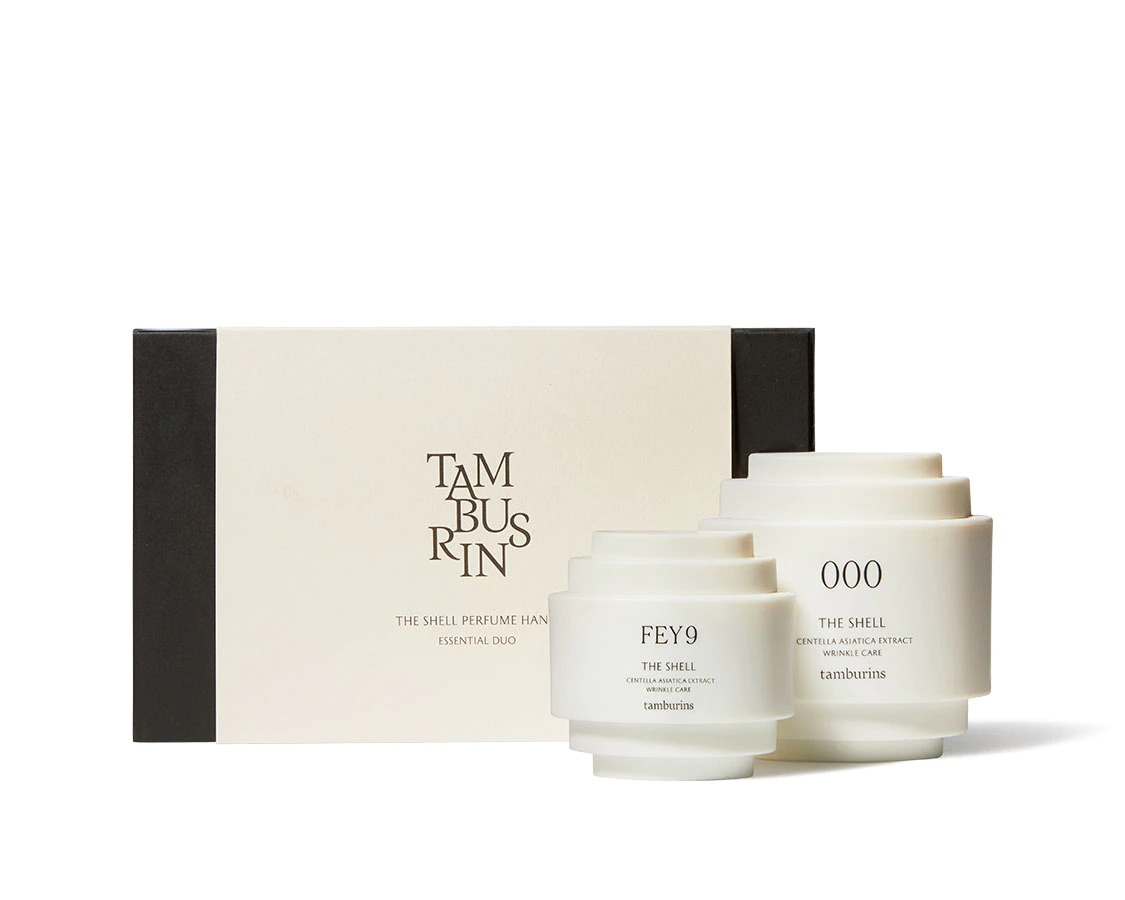 TAM
BUS
RIN
THE SHELL PERFUME HAN
ESSENTIAL DUO
FEY9
THE SHELL
CENTELLA ASIATICA EXTRACT
WRINKLE CARE
tamburins
000
THE SHELL
CENTELLA ASIATICA EXTRACT
WRINKLE CARE
tamburins